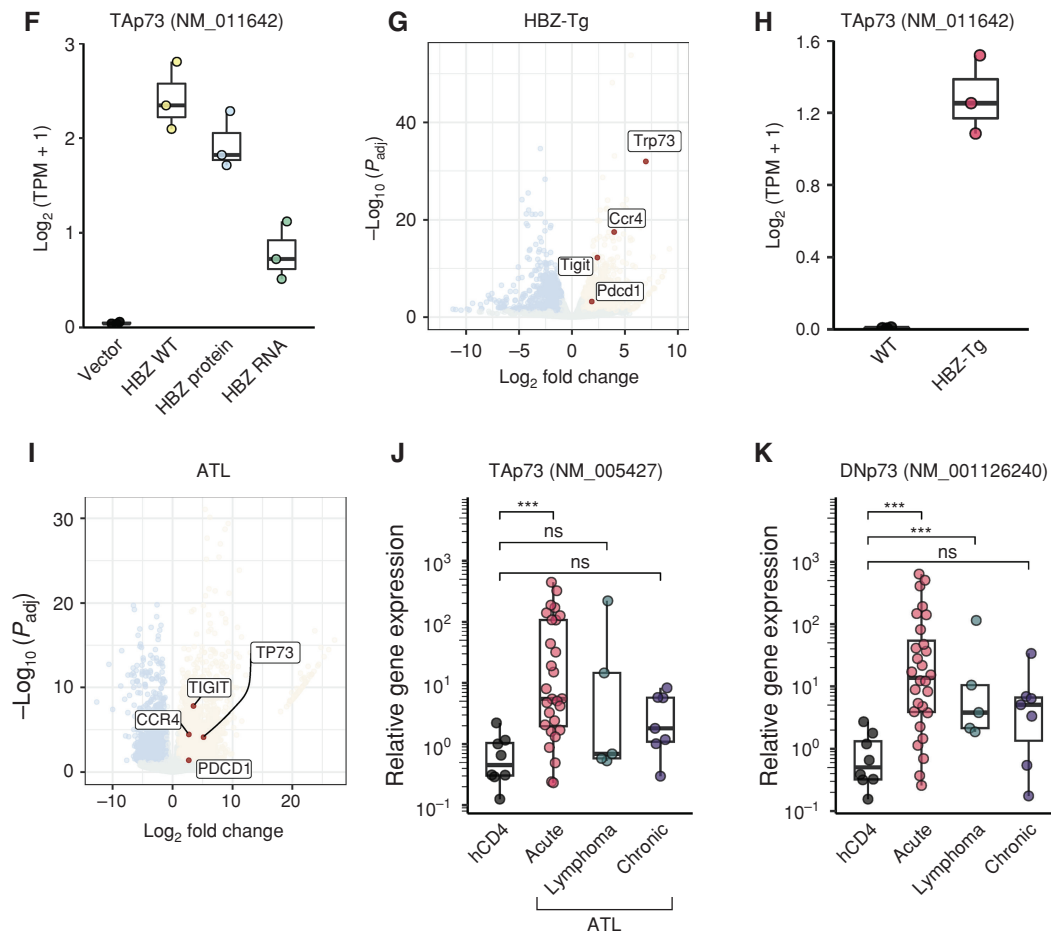 F
TAp73 (NM_011642)
Log2 (TPM + 1)
3
2
1
0
Vector
HBZ WT
HBZ protein
HBZ RNA
G
HBZ-Tg
−Log10 (Padj)
40
20
0
Trp73
Ccr4
Tigit
Pdcd1
−10
−5
0
5
10
Log2 fold change
H
TAp73 (NM_011642)
Log2 (TPM + 1)
1.6
1.2
0.8
0.4
0.0
WT
HBZ-Tg
I
ATL
−Log10 (Padj)
30
20
10
0
TP73
TIGIT
CCR4
PDCD1
−10
0
10
20
Log2 fold change
J
TAp73 (NM_005427)
Relative gene expression
***
ns
ns
10^3
10^2
10^1
10^0
10^−1
hCD4
Acute
Lymphoma
Chronic
ATL
K
DNp73 (NM_001126240)
Relative gene expression
***
***
ns
10^3
10^2
10^1
10^0
10^−1
hCD4
Acute
Lymphoma
Chronic